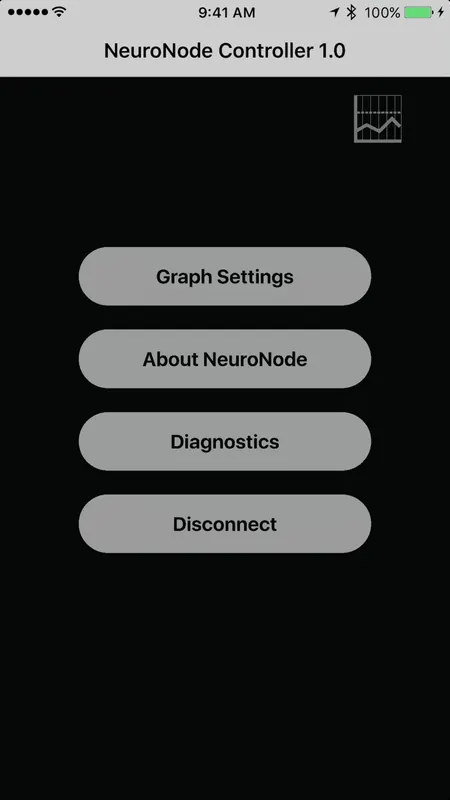 9:41 AM 100%
NeuroNode Controller 1.0
Graph Settings
About NeuroNode
Diagnostics
Disconnect